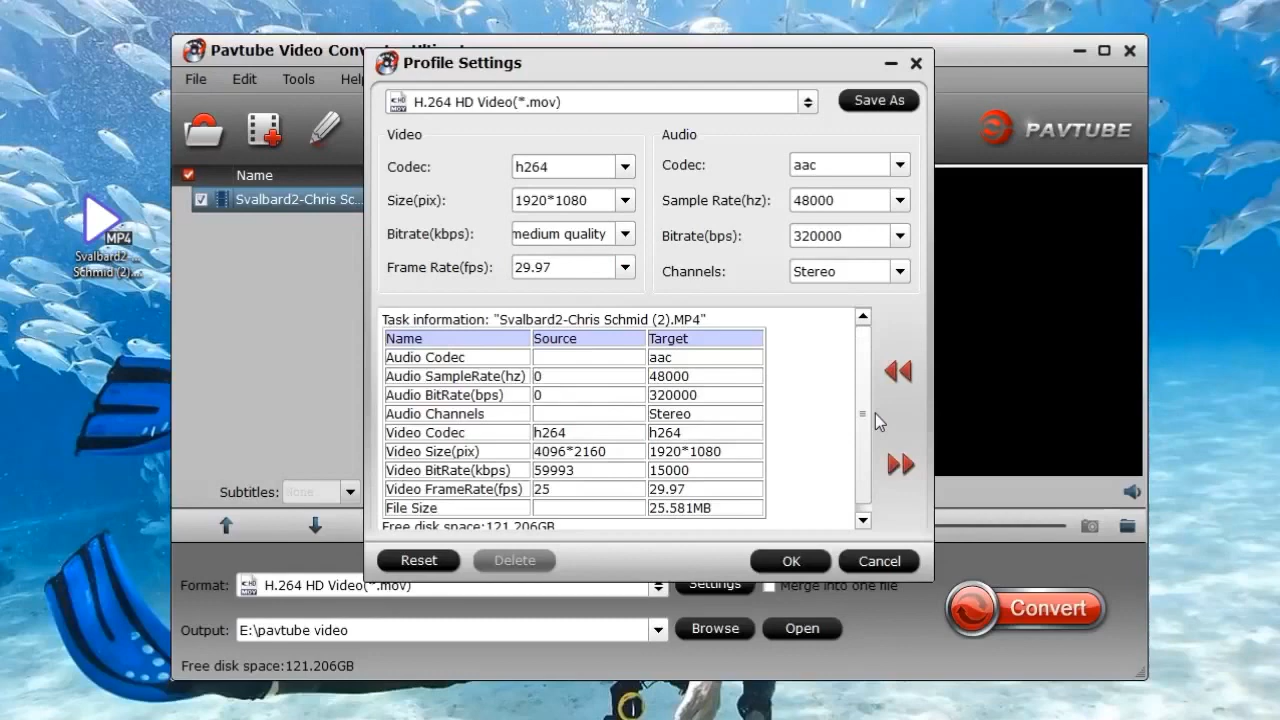 Pavtube Video Conv
Profile Settings
File Edit Tools Help
H.264 HD Video(*.mov)
Save As
PAVTUBE
Video
Codec: h264
Size(pix): 1920*1080
Bitrate(kbps): medium quality
Frame Rate(fps): 29.97
Audio
Codec: aac
Sample Rate(hz): 48000
Bitrate(bps): 320000
Channels: Stereo
Name
Svalbard2-Chris Sc...
MP4
Svalbard2-...
Schmid (2)....
Task information: "Svalbard2-Chris Schmid (2).MP4"
Name Source Target
Audio Codec aac
Audio SampleRate(hz) 0 48000
Audio BitRate(bps) 0 320000
Audio Channels Stereo
Video Codec h264 h264
Video Size(pix) 4096*2160 1920*1080
Video BitRate(kbps) 59993 15000
Video FrameRate(fps) 25 29.97
File Size 25.581MB
Free disk space:121.206GB
Subtitles: None
Reset Delete OK Cancel
Format: H.264 HD Video(*.mov) Settings Merge into one file
Convert
Output: E:\pavtube video Browse Open
Free disk space:121.206GB